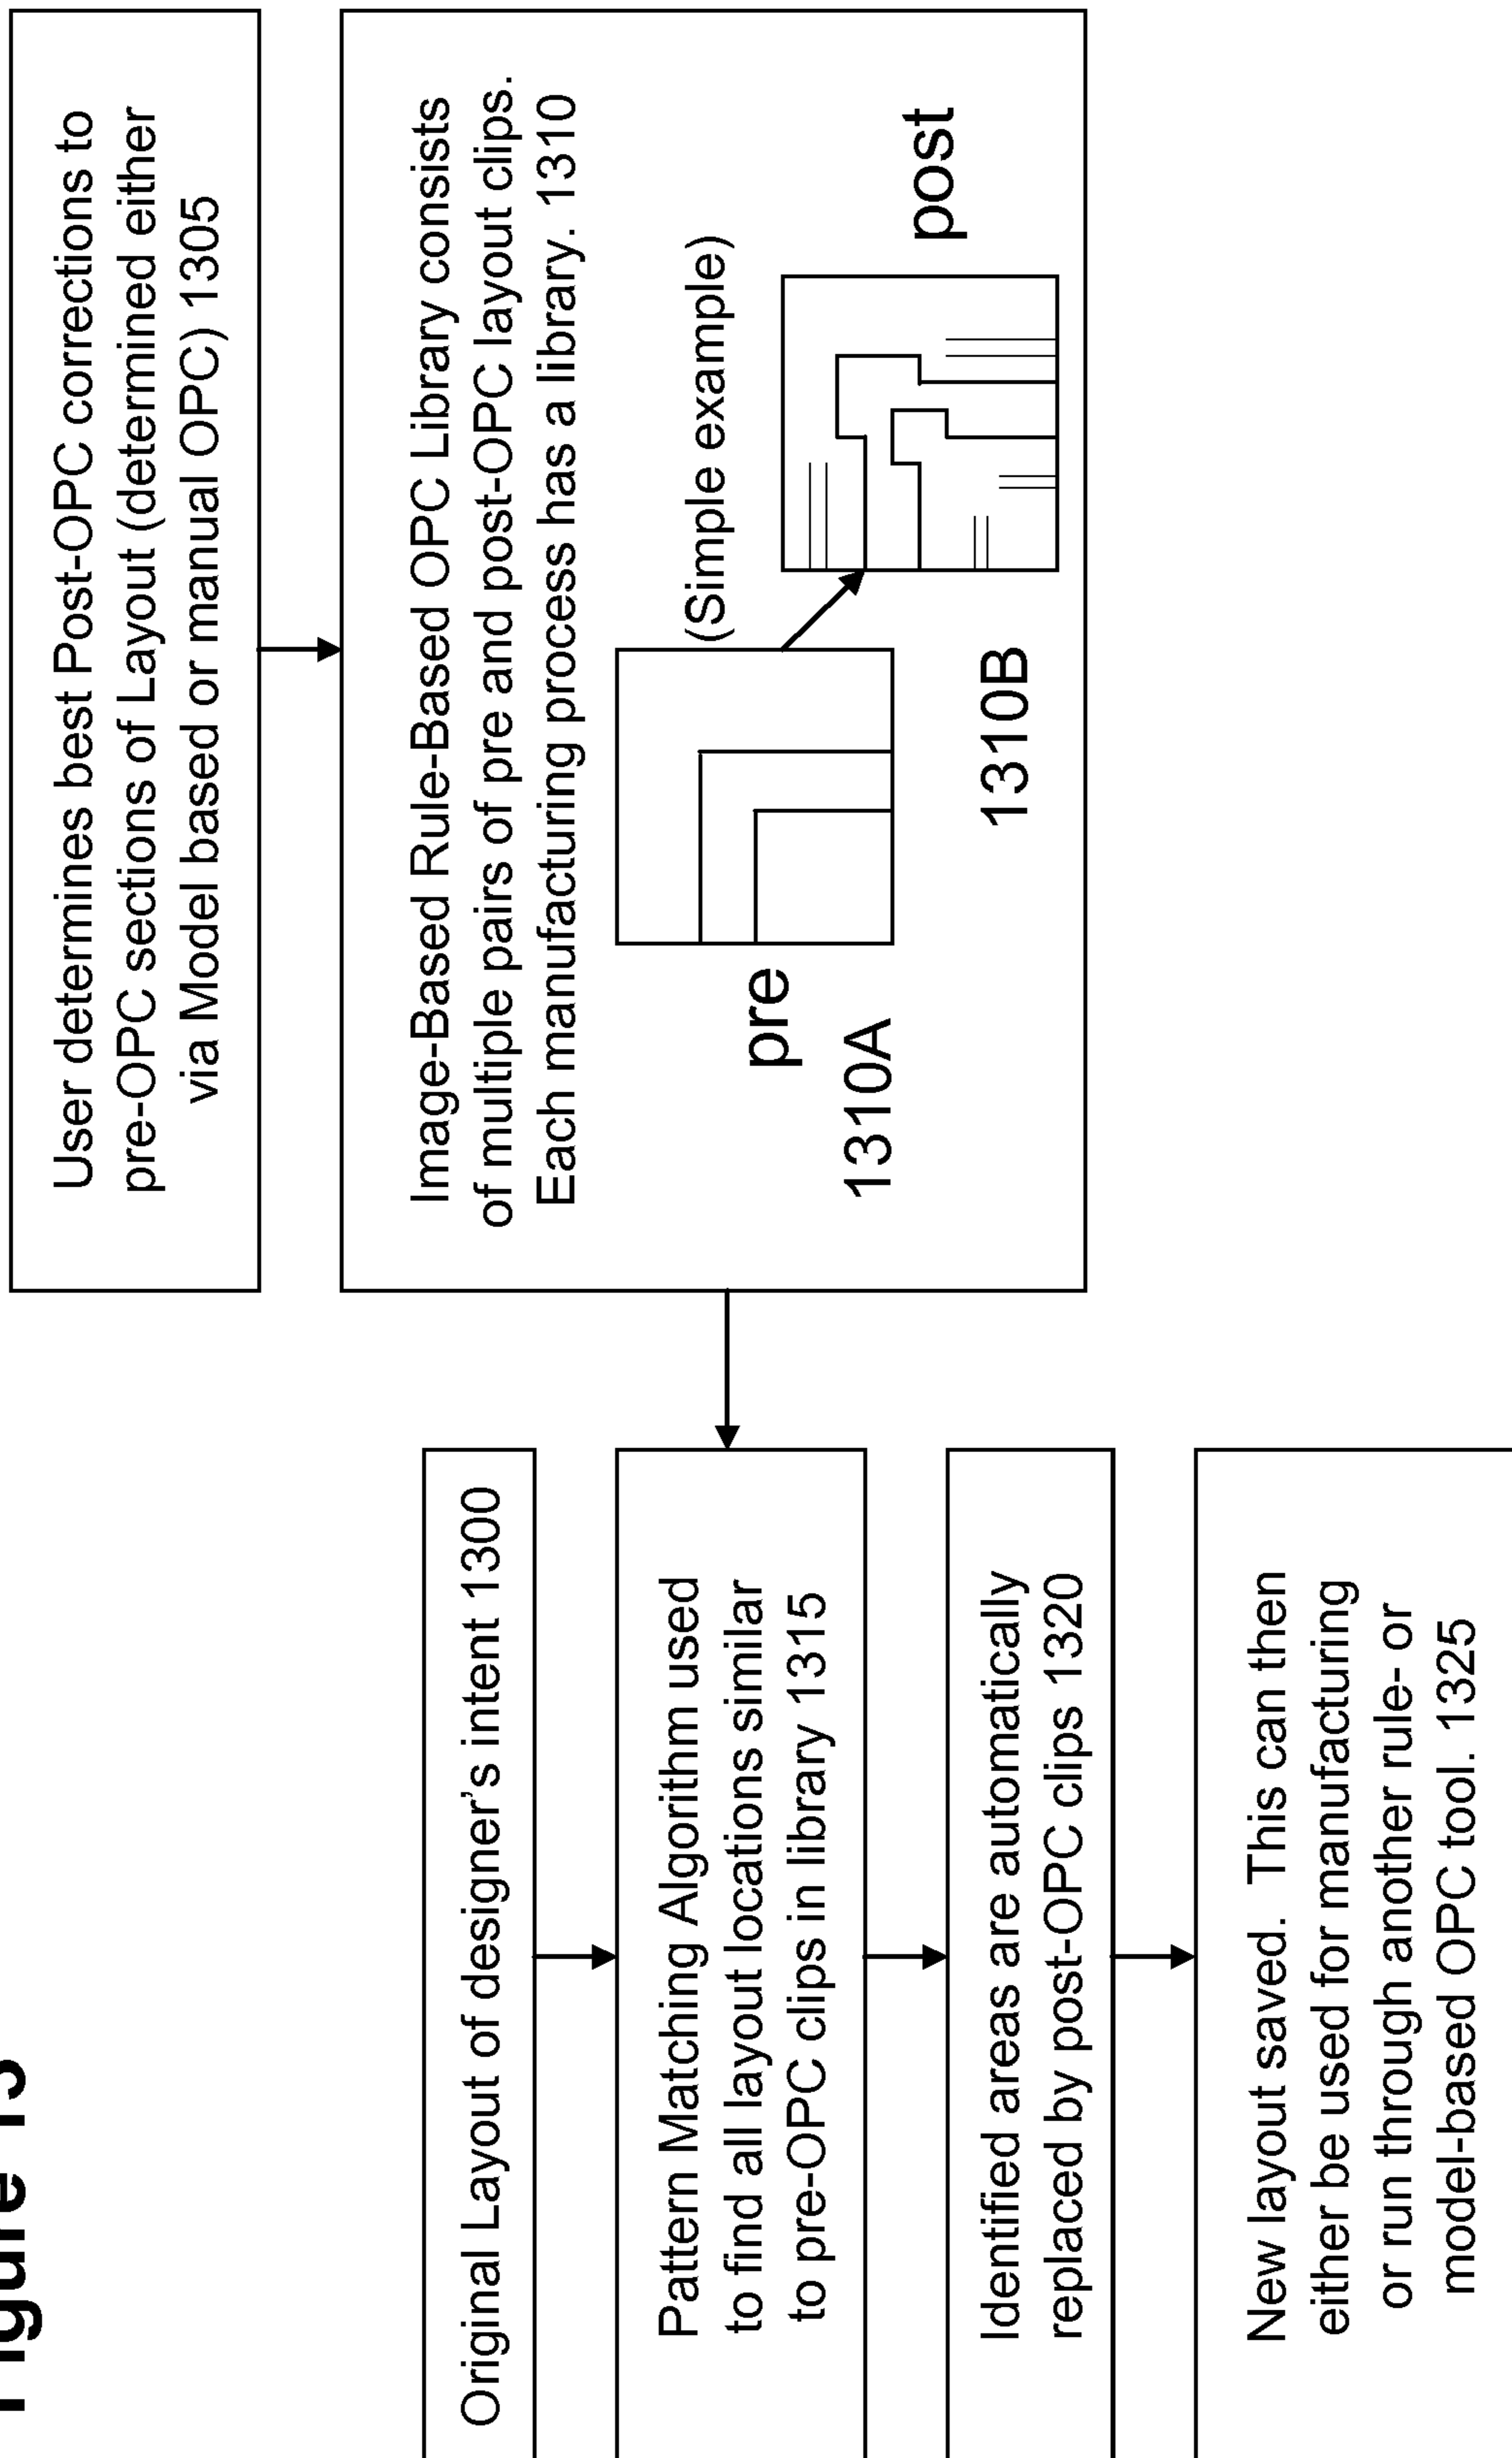 Figure 13
Original Layout of designer's intent 1300
Pattern Matching Algorithm used
to find all layout locations similar
to pre-OPC clips in library 1315
Identified areas are automatically
replaced by post-OPC clips 1320
New layout saved. This can then
either be used for manufacturing
or run through another rule- or
model-based OPC tool. 1325
User determines best Post-OPC corrections to
pre-OPC sections of Layout (determined either
via Model based or manual OPC) 1305
Image-Based Rule-Based OPC Library consists
of multiple pairs of pre and post-OPC layout clips.
Each manufacturing process has a library. 1310
(Simple example)
pre
1310A
post
1310B